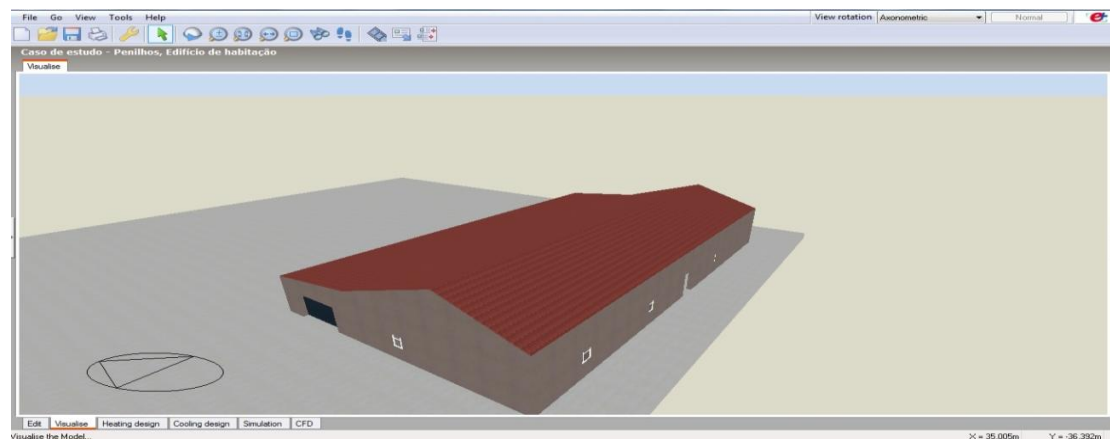 File Go View Tools Help View rotation Axonometric Normal
Caso de estudo - Penilhos, Edifício de habitação
Visualise
Edit Visualise Heating design Cooling design Simulation CFD
Visualise the Model... X = 35,005m Y = -36,392m